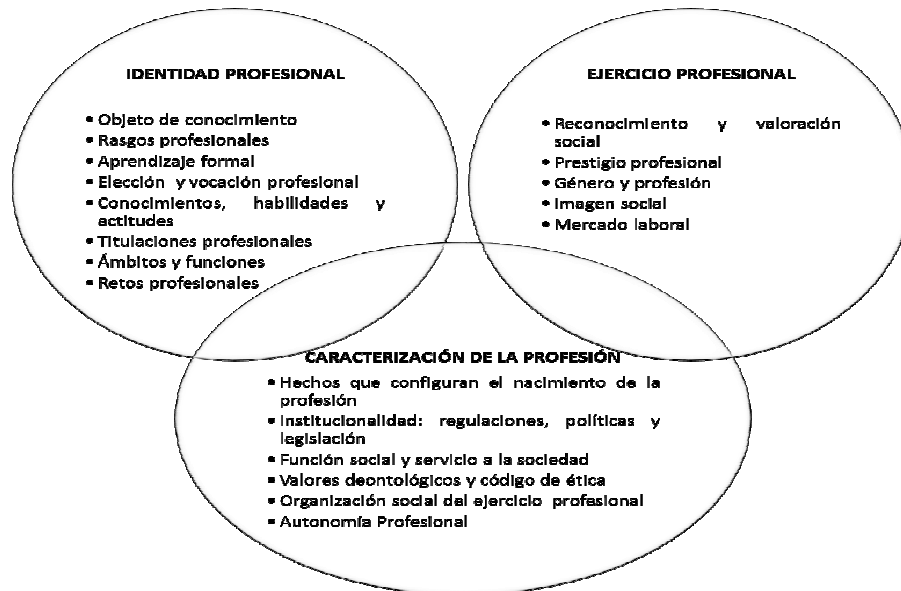 IDENTIDAD PROFESIONAL
• Objeto de conocimiento
• Rasgos profesionales
• Aprendizaje formal
• Elección y vocación profesional
• Conocimientos, habilidades y
actitudes
• Titulaciones profesionales
• Ámbitos y funciones
• Retos profesionales
EJERCICIO PROFESIONAL
• Reconocimiento y valoración
social
• Prestigio profesional
• Género y profesión
• Imagen social
• Mercado laboral
CARACTERIZACIÓN DE LA PROFESIÓN
• Hechos que configuran el nacimiento de la
profesión
• Institucionalidad: regulaciones, políticas y
legislación
• Función social y servicio a la sociedad
• Valores deontológicos y código de ética
• Organización social del ejercicio profesional
• Autonomía Profesional